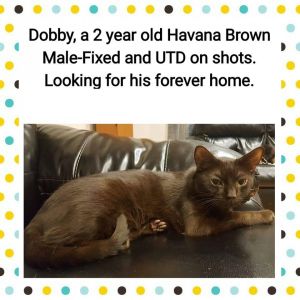 Dobby, a 2 year old Havana Brown
Male-Fixed and UTD on shots.
Looking for his forever home.